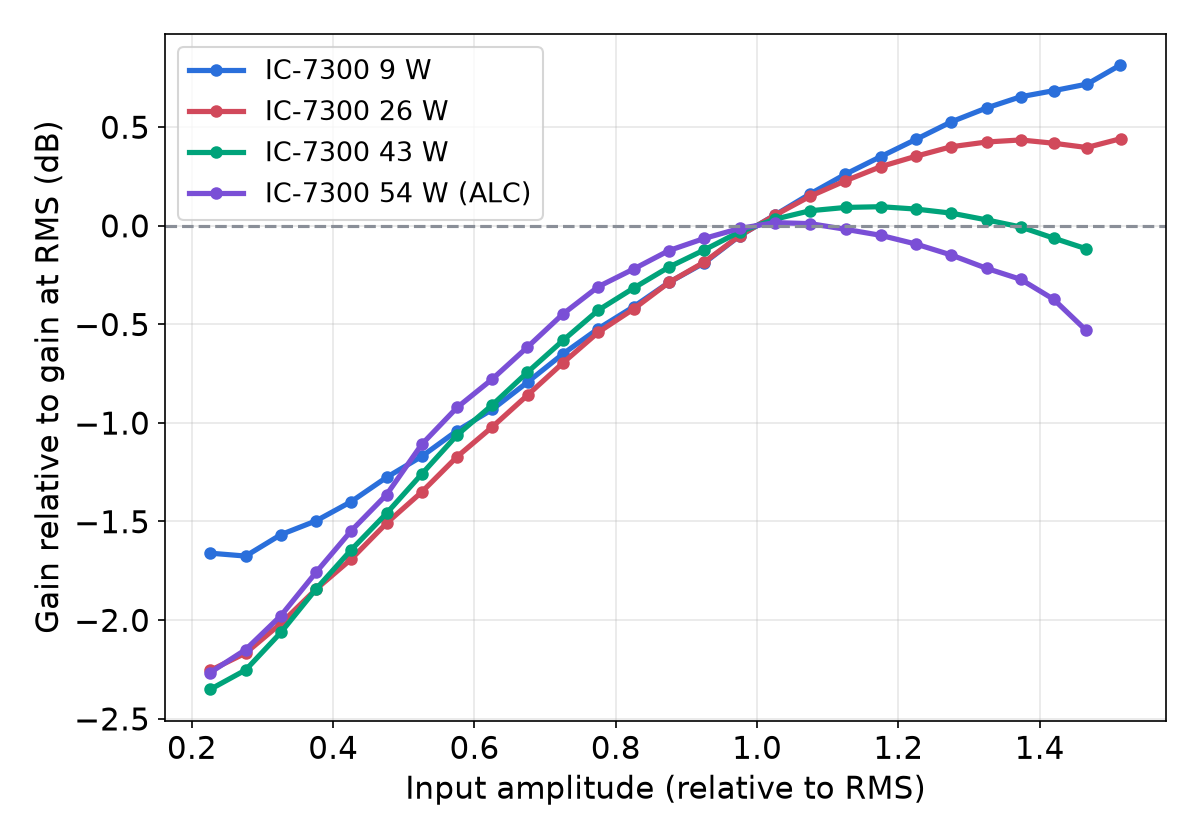 IC-7300 9 W
IC-7300 26 W
IC-7300 43 W
IC-7300 54 W (ALC)
Gain relative to gain at RMS (dB)
0.5
0.0
−0.5
−1.0
−1.5
−2.0
−2.5
0.2 0.4 0.6 0.8 1.0 1.2 1.4
Input amplitude (relative to RMS)